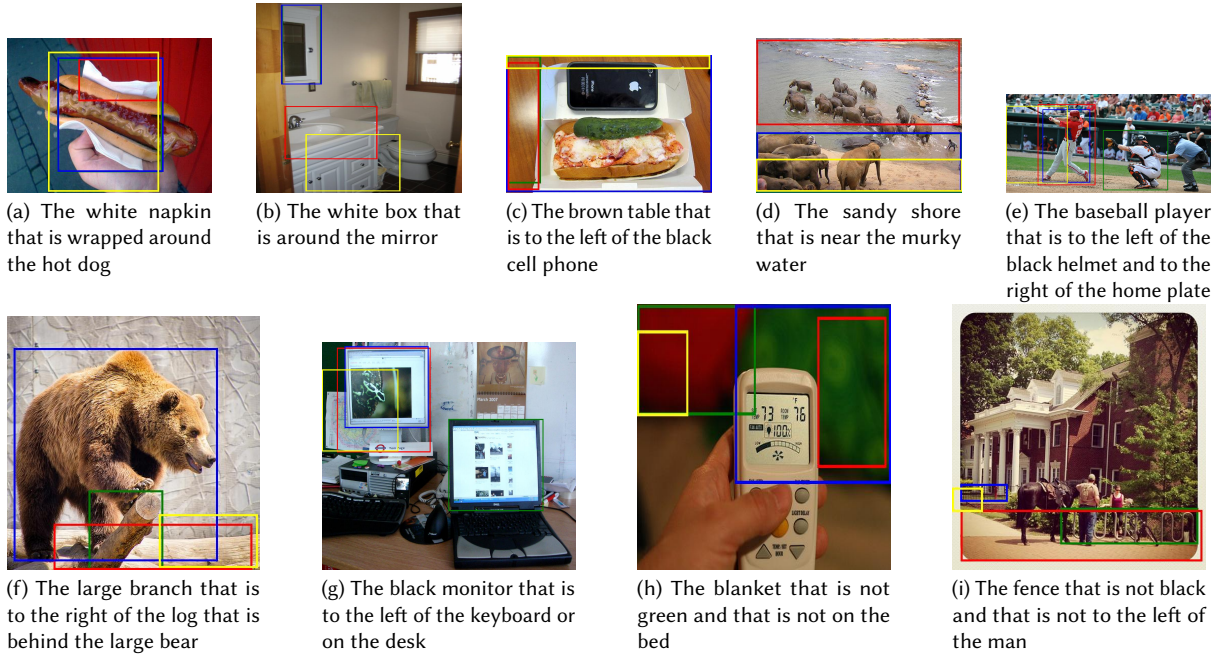 (a) The white napkin
that is wrapped around
the hot dog
(b) The white box that
is around the mirror
(c) The brown table that
is to the left of the black
cell phone
(d) The sandy shore
that is near the murky
water
(e) The baseball player
that is to the left of the
black helmet and to the
right of the home plate
March 2007
73 76
100%
(f) The large branch that is
to the right of the log that is
behind the large bear
(g) The black monitor that is
to the left of the keyboard or
on the desk
(h) The blanket that is not
green and that is not on the
bed
(i) The fence that is not black
and that is not to the left of
the man